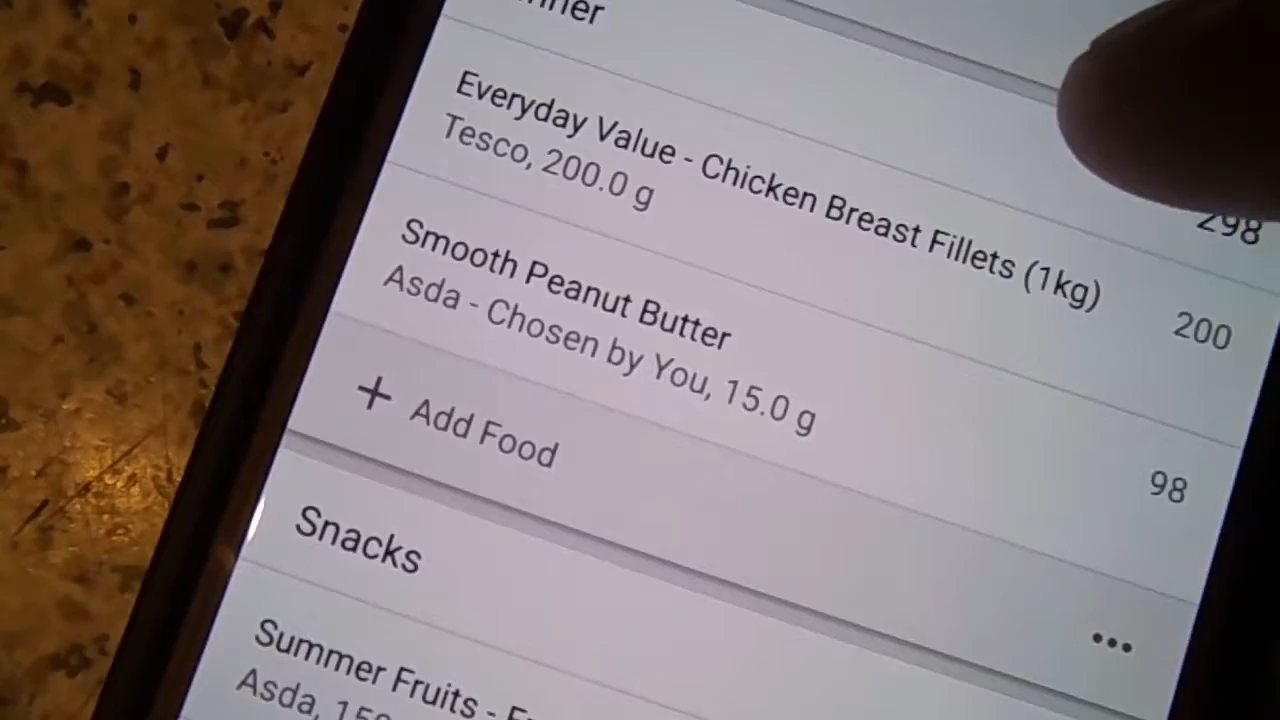 298
Everyday Value - Chicken Breast Fillets (1kg)
Tesco, 200.0 g
200
Smooth Peanut Butter
Asda - Chosen by You, 15.0 g
98
+ Add Food
Snacks
Summer Fruits -
Asda,